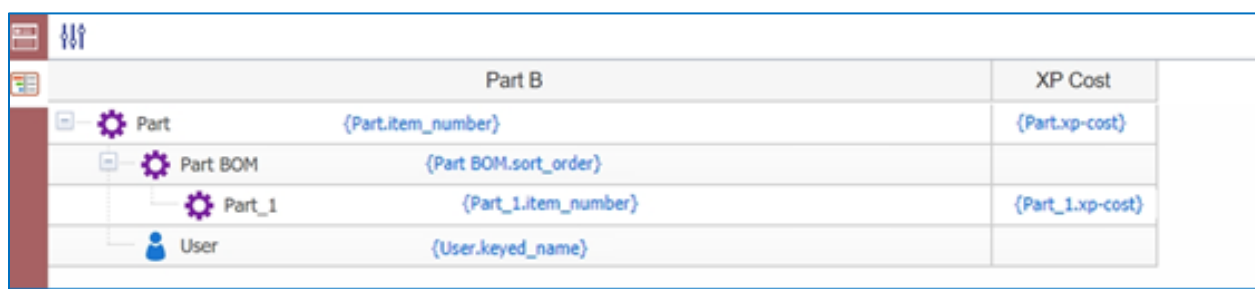 Part B XP Cost
Part {Part.item_number} {Part.xp-cost}
Part BOM {Part BOM.sort_order}
Part_1 {Part_1.item_number} {Part_1.xp-cost}
User {User.keyed_name}